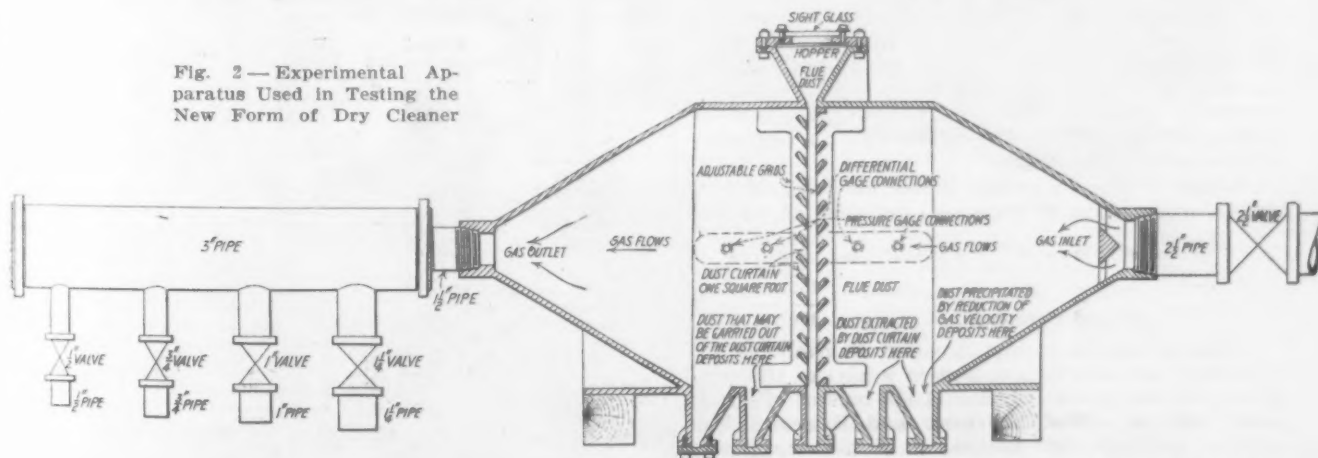 Fig. 2 — Experimental Ap-
paratus Used in Testing the
New Form of Dry Cleaner
SIGHT GLASS
HOPPER
FLUE
DUST
ADJUSTABLE GRIDS
DIFFERENTIAL
GAGE CONNECTIONS
PRESSURE GAGE CONNECTIONS
3" PIPE
GAS OUTLET
GAS FLOWS
GAS FLOWS
GAS INLET
2½" PIPE
2½" VALVE
1½" PIPE
DUST CURTAIN
ONE SQUARE FOOT
FLUE DUST
DUST THAT MAY
BE CARRIED OUT
OF THE DUST CURTAIN
DEPOSITS HERE
DUST EXTRACTED
BY DUST CURTAIN
DEPOSITS HERE
DUST PRECIPITATED
BY REDUCTION OF
GAS VELOCITY
DEPOSITS HERE
½" VALVE
¾" VALVE
1" VALVE
1¼" VALVE
½" PIPE
¾" PIPE
1" PIPE
1¼" PIPE